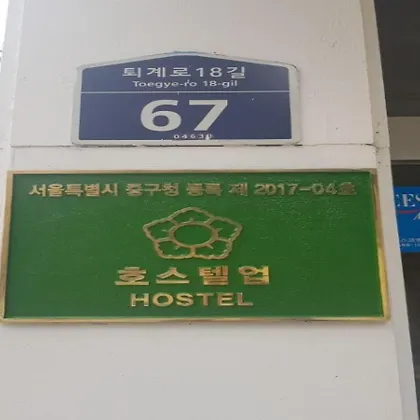 퇴계로18길
Toegye-ro 18-gil
67
04630
서울특별시 중구청 등록 제 2017-04호
호스텔업
HOSTEL